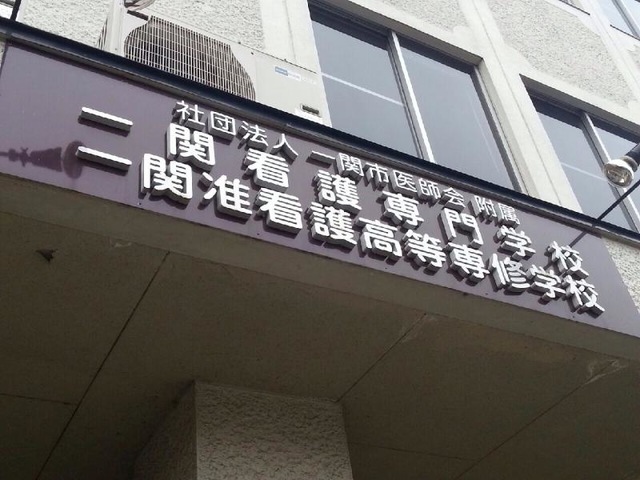 社団法人 一関市医師会 附属
一関看護専門学校
一関准看護高等専修学校